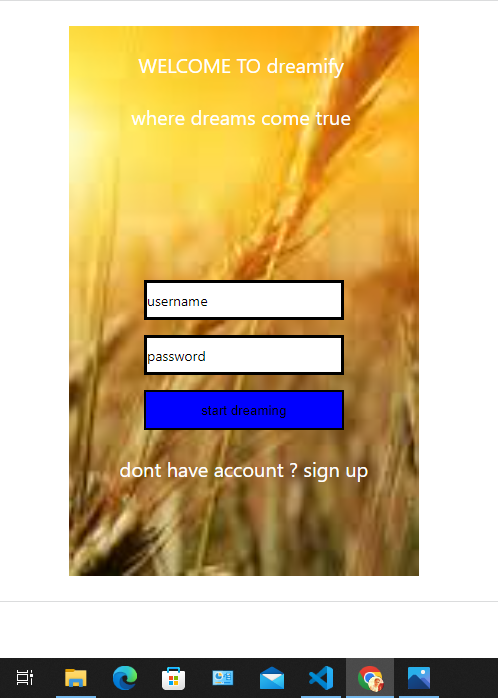 WELCOME TO dreamify
where dreams come true
username
password
start dreaming
dont have account ? sign up